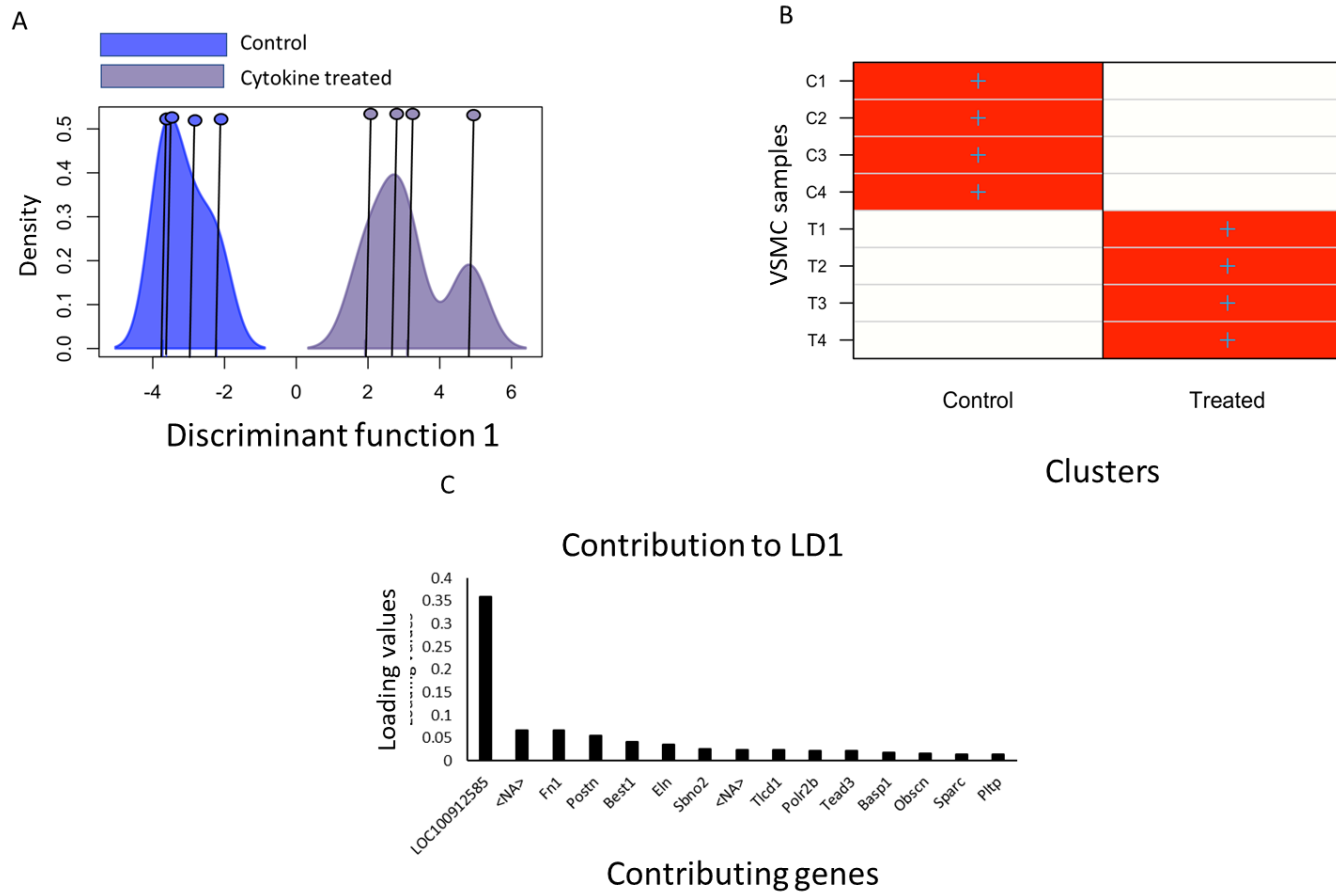 A
Control
Cytokine treated
0.5
0.4
0.3
0.2
0.1
0.0
Density
-4 -2 0 2 4 6
Discriminant function 1
B
C1
C2
C3
C4
T1
T2
T3
T4
VSMC samples
Control Treated
Clusters
C
Contribution to LD1
0.4
0.35
0.3
0.25
0.2
0.15
0.1
0.05
0
Loading values
Loading values
LOC100912585 <NA> Fn1 Postn Best1 Eln Sbno2 <NA> Tlcd1 Polr2b Tead3 Basp1 Obscn Sparc Pltp
Contributing genes